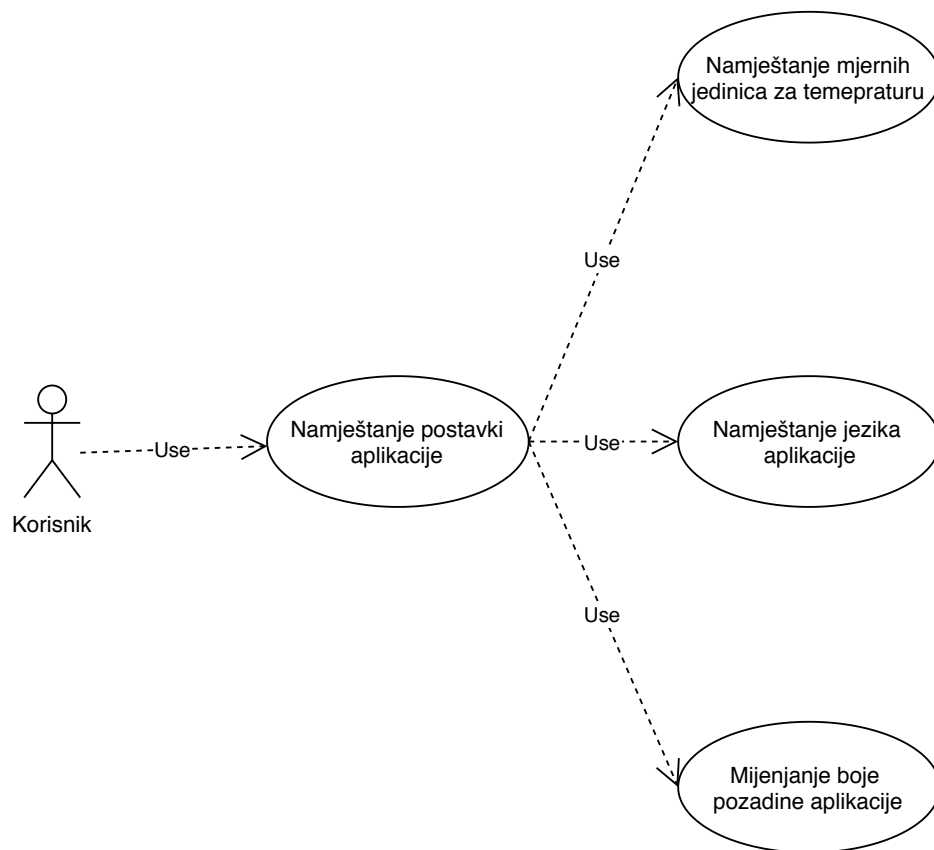 Namještanje mjernih
jedinica za temepraturu
Use
Korisnik
Use
Namještanje postavki
aplikacije
Use
Namještanje jezika
aplikacije
Use
Mijenjanje boje
pozadine aplikacije